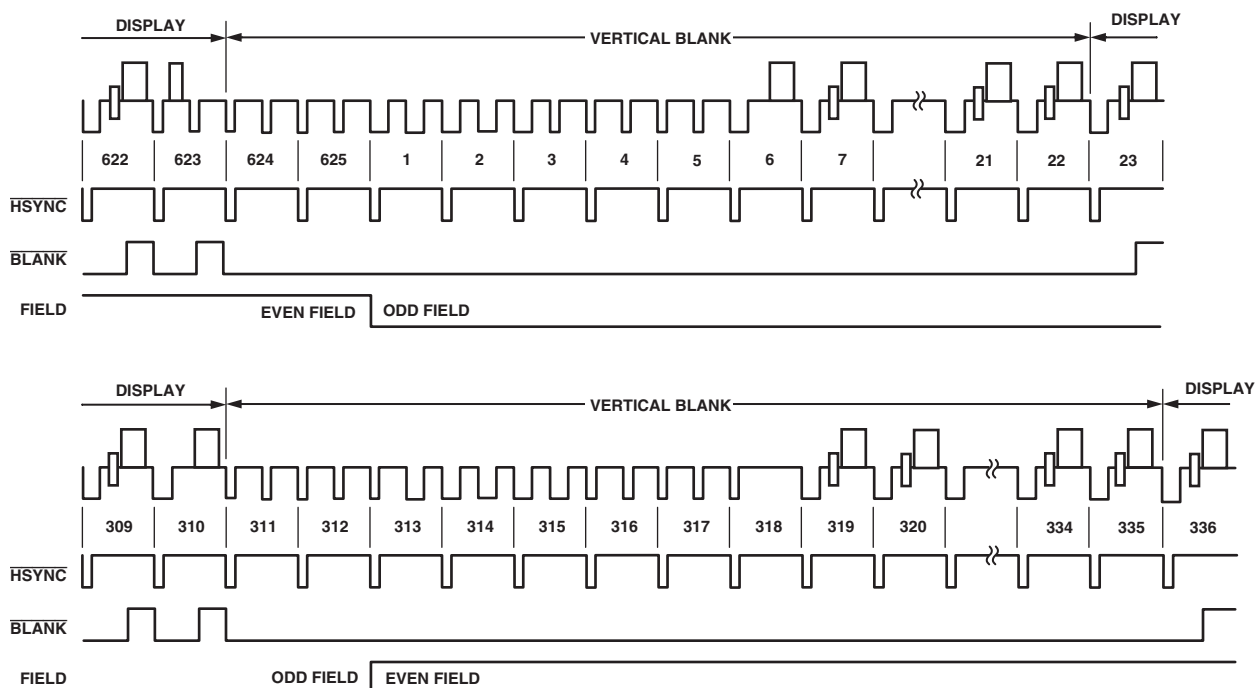 DISPLAY VERTICAL BLANK DISPLAY
622 623 624 625 1 2 3 4 5 6 7 21 22 23
HSYNC
BLANK
FIELD EVEN FIELD ODD FIELD
DISPLAY VERTICAL BLANK DISPLAY
309 310 311 312 313 314 315 316 317 318 319 320 334 335 336
HSYNC
BLANK
FIELD ODD FIELD EVEN FIELD